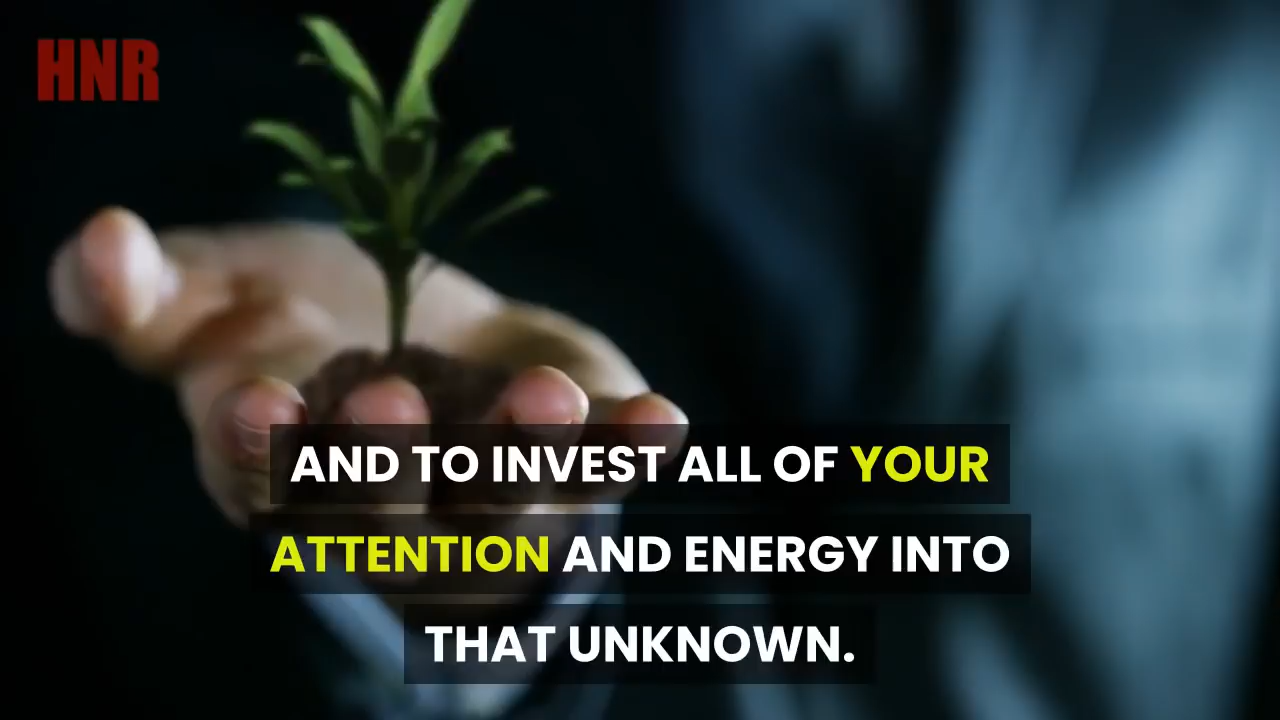 HNR
AND TO INVEST ALL OF YOUR
ATTENTION AND ENERGY INTO
THAT UNKNOWN.